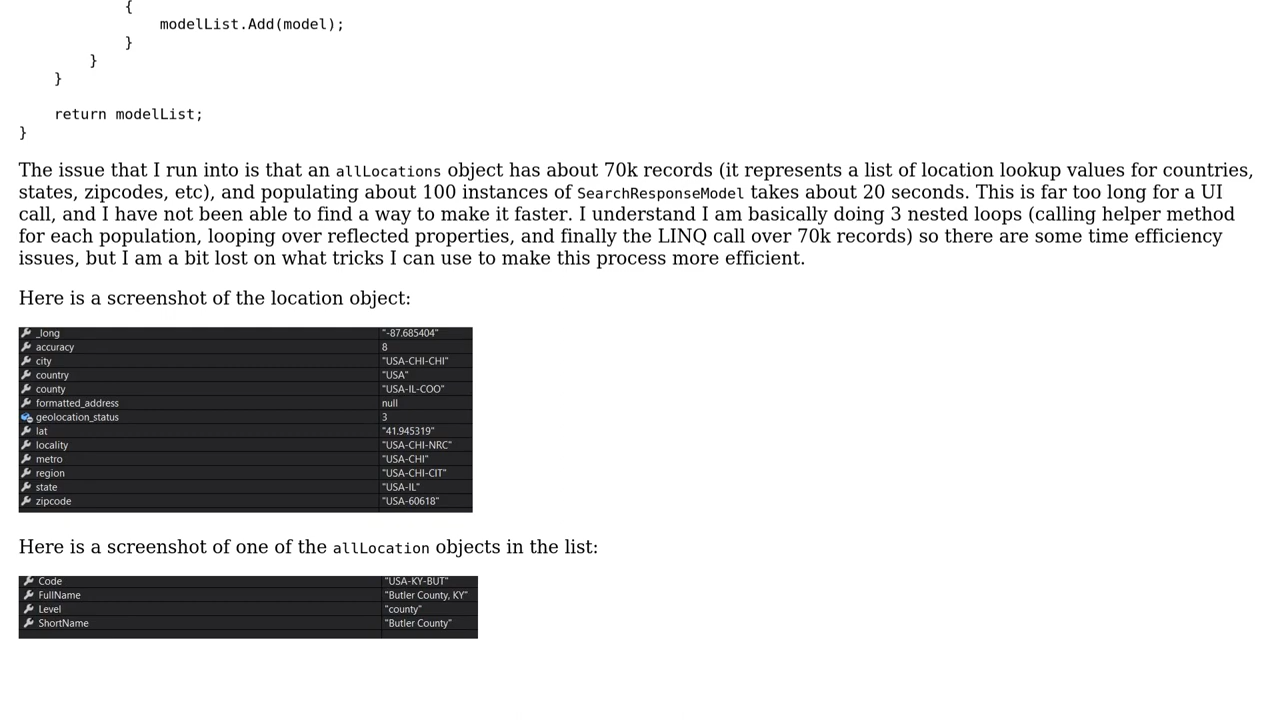 {
modelList.Add(model);
}
}
}
return modelList;
}
The issue that I run into is that an allLocations object has about 70k records (it represents a list of location lookup values for countries,
states, zipcodes, etc), and populating about 100 instances of SearchResponseModel takes about 20 seconds. This is far too long for a UI
call, and I have not been able to find a way to make it faster. I understand I am basically doing 3 nested loops (calling helper method
for each population, looping over reflected properties, and finally the LINQ call over 70k records) so there are some time efficiency
issues, but I am a bit lost on what tricks I can use to make this process more efficient.
Here is a screenshot of the location object:
_long "-87.685404"
accuracy 8
city "USA-CHI-CHI"
country "USA"
county "USA-IL-COO"
formatted_address null
geolocation_status 3
lat "41.945319"
locality "USA-CHI-NRC"
metro "USA-CHI"
region "USA-CHI-CIT"
state "USA-IL"
zipcode "USA-60618"
Here is a screenshot of one of the allLocation objects in the list:
Code "USA-KY-BUT"
FullName "Butler County, KY"
Level "county"
ShortName "Butler County"